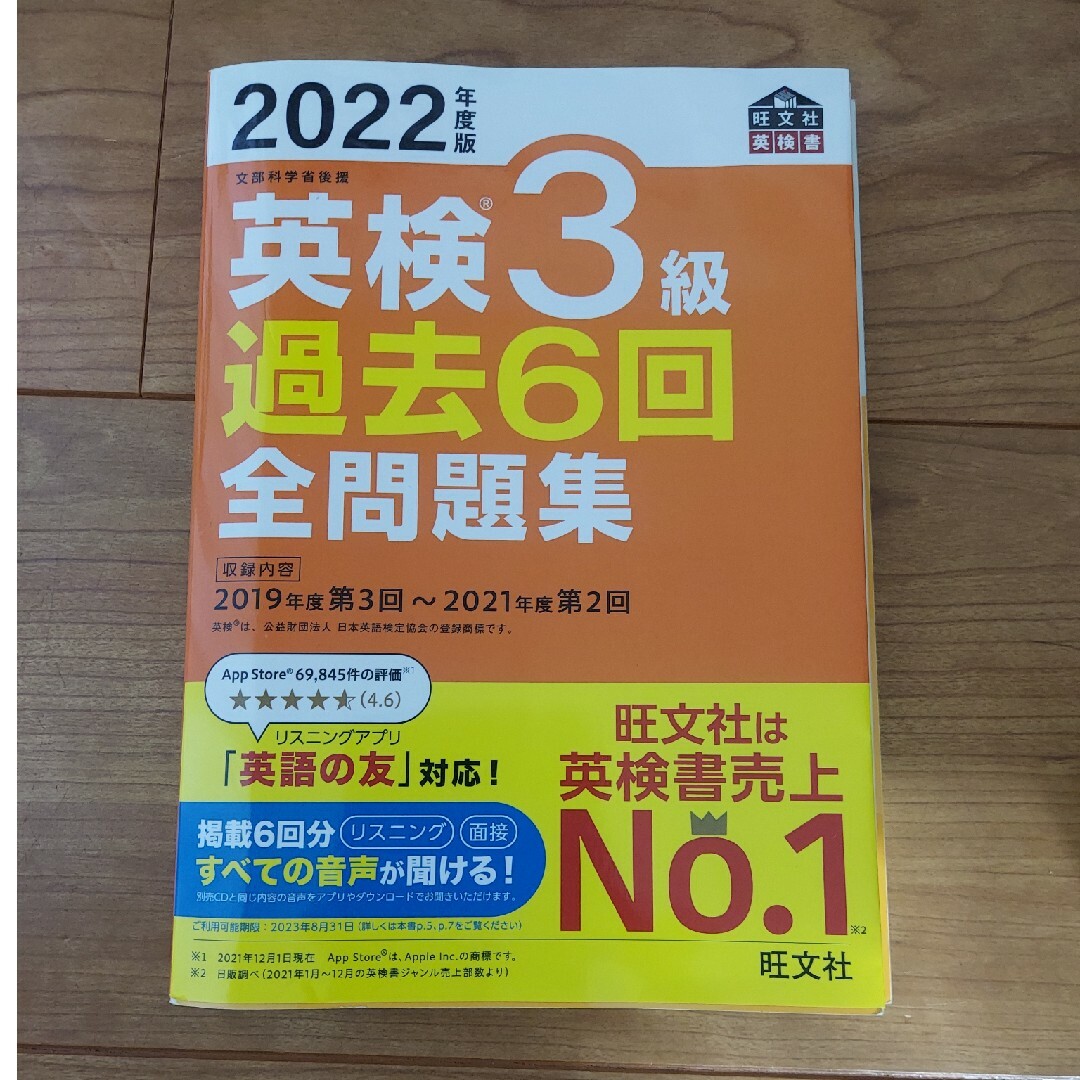 2022年度版
旺文社
英検書
文部科学省後援
英検®3級
過去6回
全問題集
収録内容
2019年度 第3回 ～ 2021年度 第2回
英検®は、公益財団法人 日本英語検定協会の登録商標です。
App Store® 69,845件の評価※1
★★★★⯪(4.6)
リスニングアプリ
「英語の友」対応！
掲載6回分 リスニング 面接
すべての音声が聞ける！
別売CDと同じ内容の音声をアプリやダウンロードでお聞きいただけます。
ご利用可能期限：2023年8月31日（詳しくは本書p.5、p.7をご覧ください）
旺文社は
英検書売上
No.1※2
※1 2021年12月1日現在 App Store®は、Apple Inc.の商標です。
※2 日販調べ（2021年1月～12月の英検書ジャンル売上部数より）
旺文社